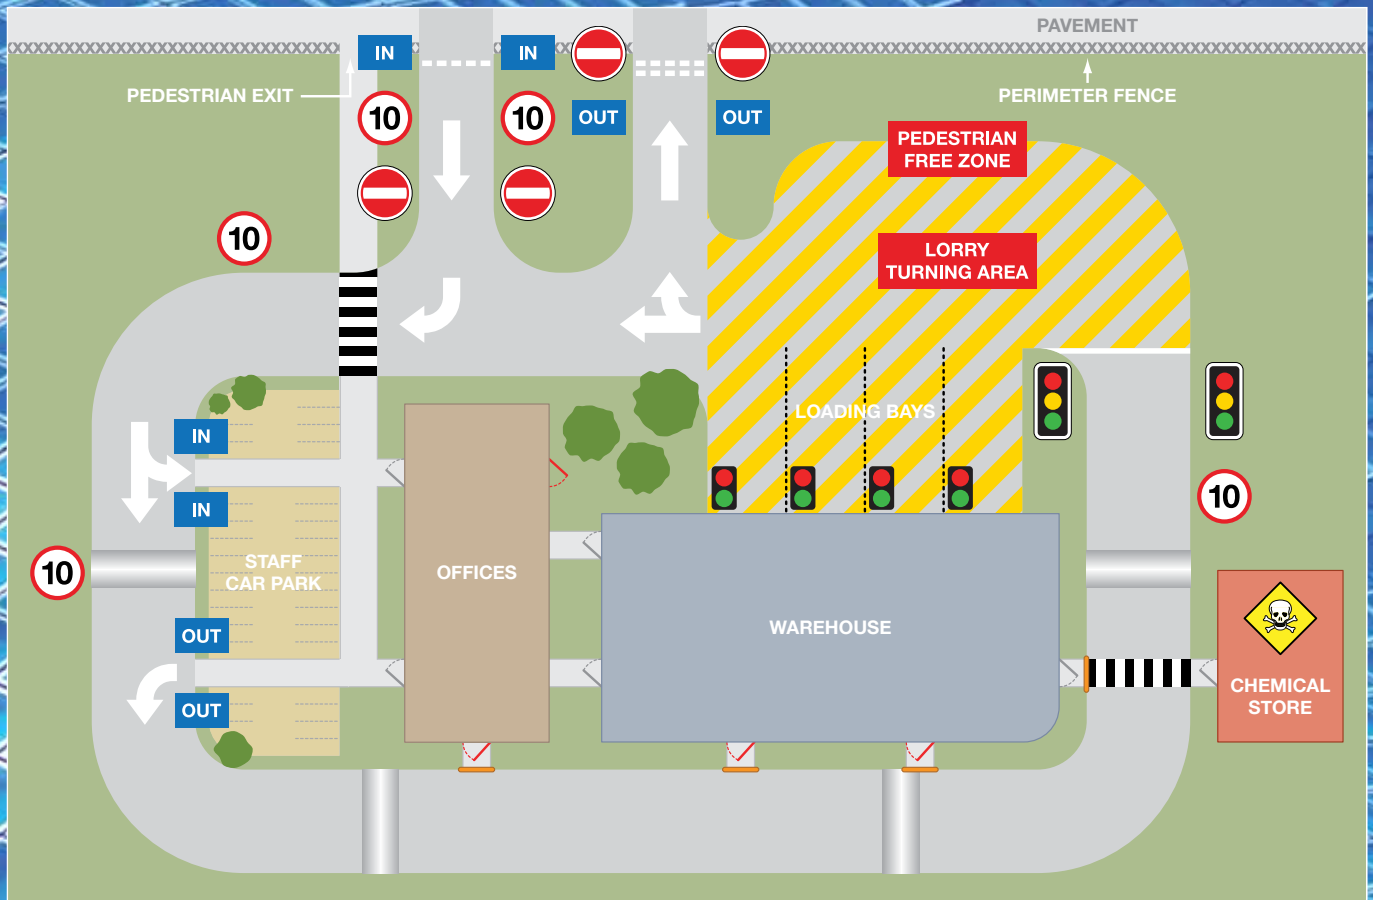 PAVEMENT
IN
IN
PEDESTRIAN EXIT
PERIMETER FENCE
10
10
OUT
OUT
PEDESTRIAN
FREE ZONE
10
LORRY
TURNING AREA
LOADING BAYS
IN
IN
10
STAFF
CAR PARK
OFFICES
10
WAREHOUSE
OUT
OUT
CHEMICAL
STORE